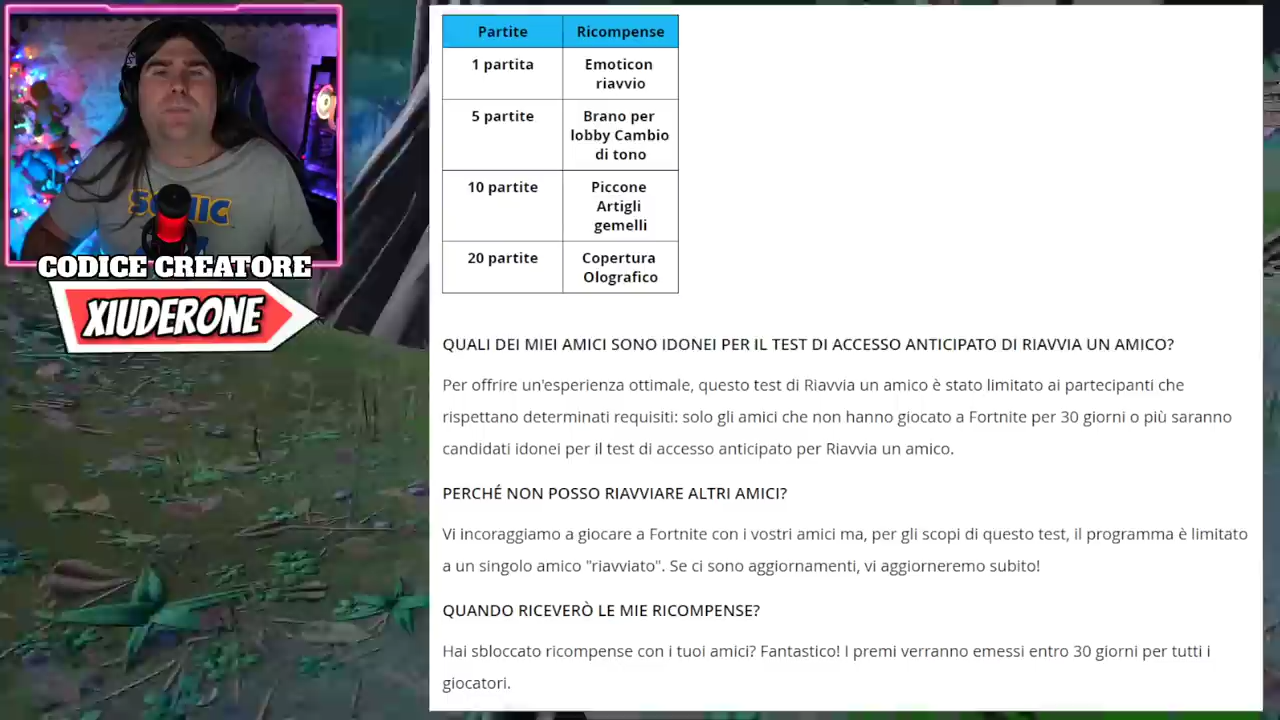 Partite Ricompense
1 partita Emoticon
riavvio
5 partite Brano per
lobby Cambio
di tono
10 partite Piccone
Artigli
gemelli
20 partite Copertura
Olografico
SONIC
CODICE CREATORE
XIUDERONE
QUALI DEI MIEI AMICI SONO IDONEI PER IL TEST DI ACCESSO ANTICIPATO DI RIAVVIA UN AMICO?
Per offrire un'esperienza ottimale, questo test di Riavvia un amico è stato limitato ai partecipanti che
rispettano determinati requisiti: solo gli amici che non hanno giocato a Fortnite per 30 giorni o più saranno
candidati idonei per il test di accesso anticipato per Riavvia un amico.
PERCHÉ NON POSSO RIAVVIARE ALTRI AMICI?
Vi incoraggiamo a giocare a Fortnite con i vostri amici ma, per gli scopi di questo test, il programma è limitato
a un singolo amico "riavviato". Se ci sono aggiornamenti, vi aggiorneremo subito!
QUANDO RICEVERÒ LE MIE RICOMPENSE?
Hai sbloccato ricompense con i tuoi amici? Fantastico! I premi verranno emessi entro 30 giorni per tutti i
giocatori.